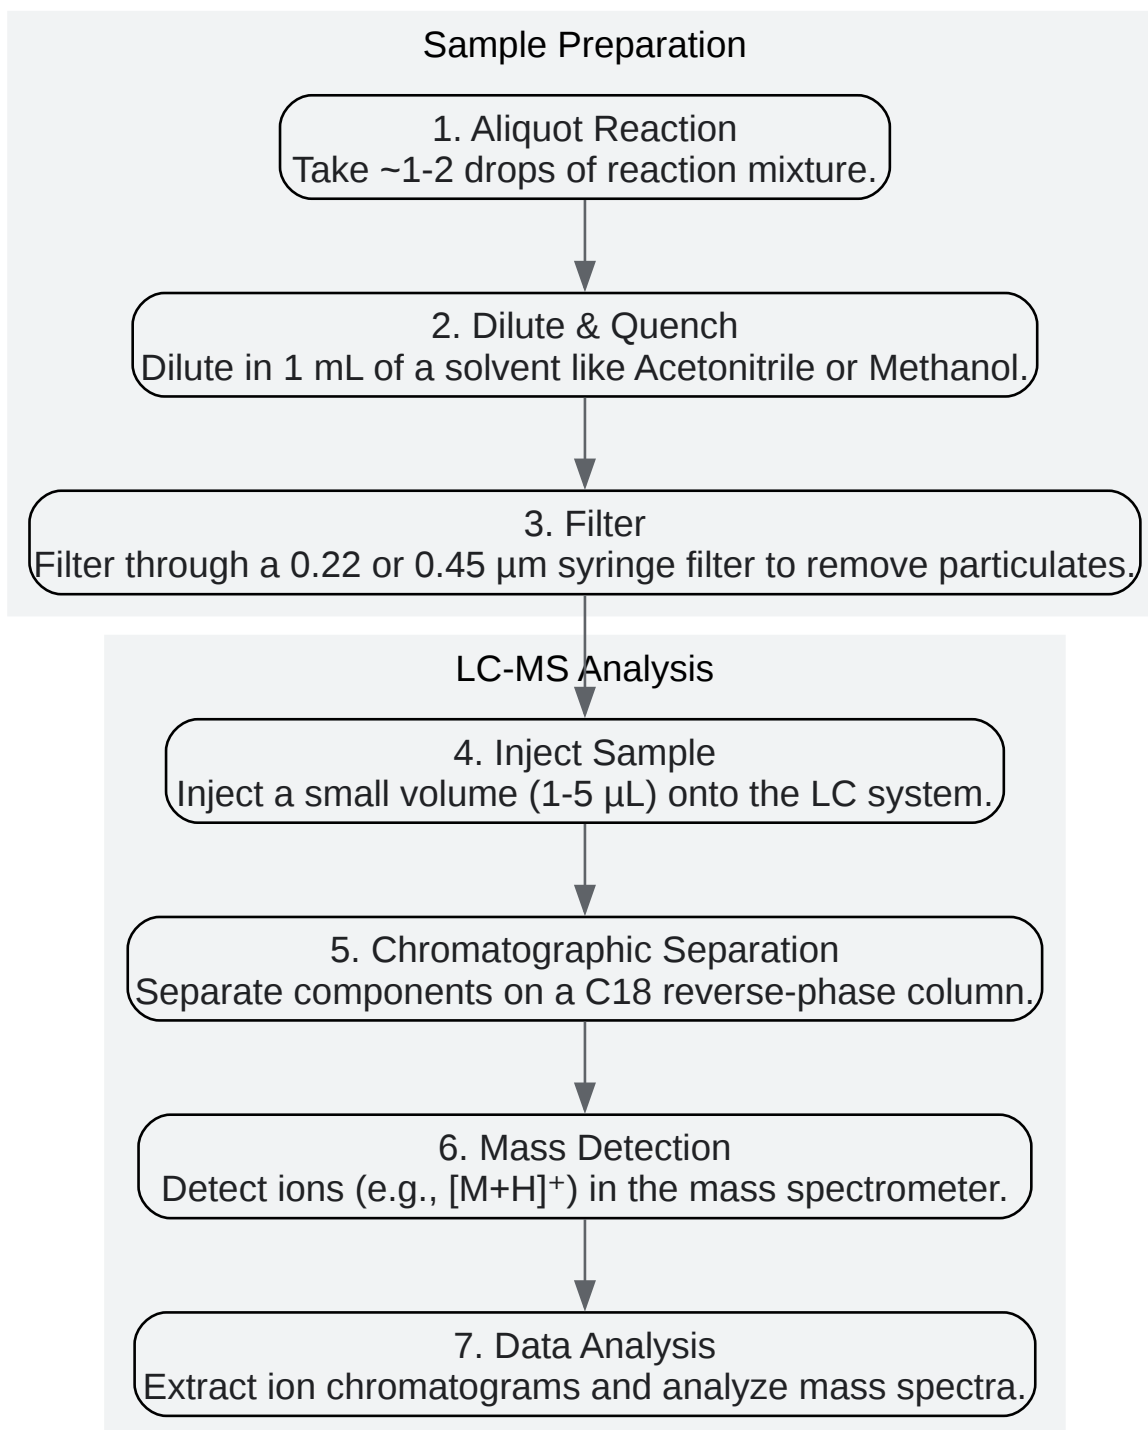 Sample Preparation
1. Aliquot Reaction
Take ~1-2 drops of reaction mixture.
2. Dilute & Quench
Dilute in 1 mL of a solvent like Acetonitrile or Methanol.
3. Filter
Filter through a 0.22 or 0.45 µm syringe filter to remove particulates.
LC-MS Analysis
4. Inject Sample
Inject a small volume (1-5 µL) onto the LC system.
5. Chromatographic Separation
Separate components on a C18 reverse-phase column.
6. Mass Detection
Detect ions (e.g., [M+H]⁺) in the mass spectrometer.
7. Data Analysis
Extract ion chromatograms and analyze mass spectra.